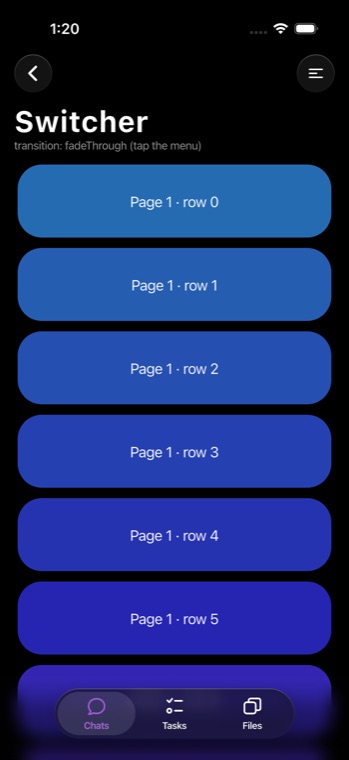 1:20
Switcher
transition: fadeThrough (tap the menu)
Page 1 · row 0
Page 1 · row 1
Page 1 · row 2
Page 1 · row 3
Page 1 · row 4
Page 1 · row 5
Chats Tasks Files